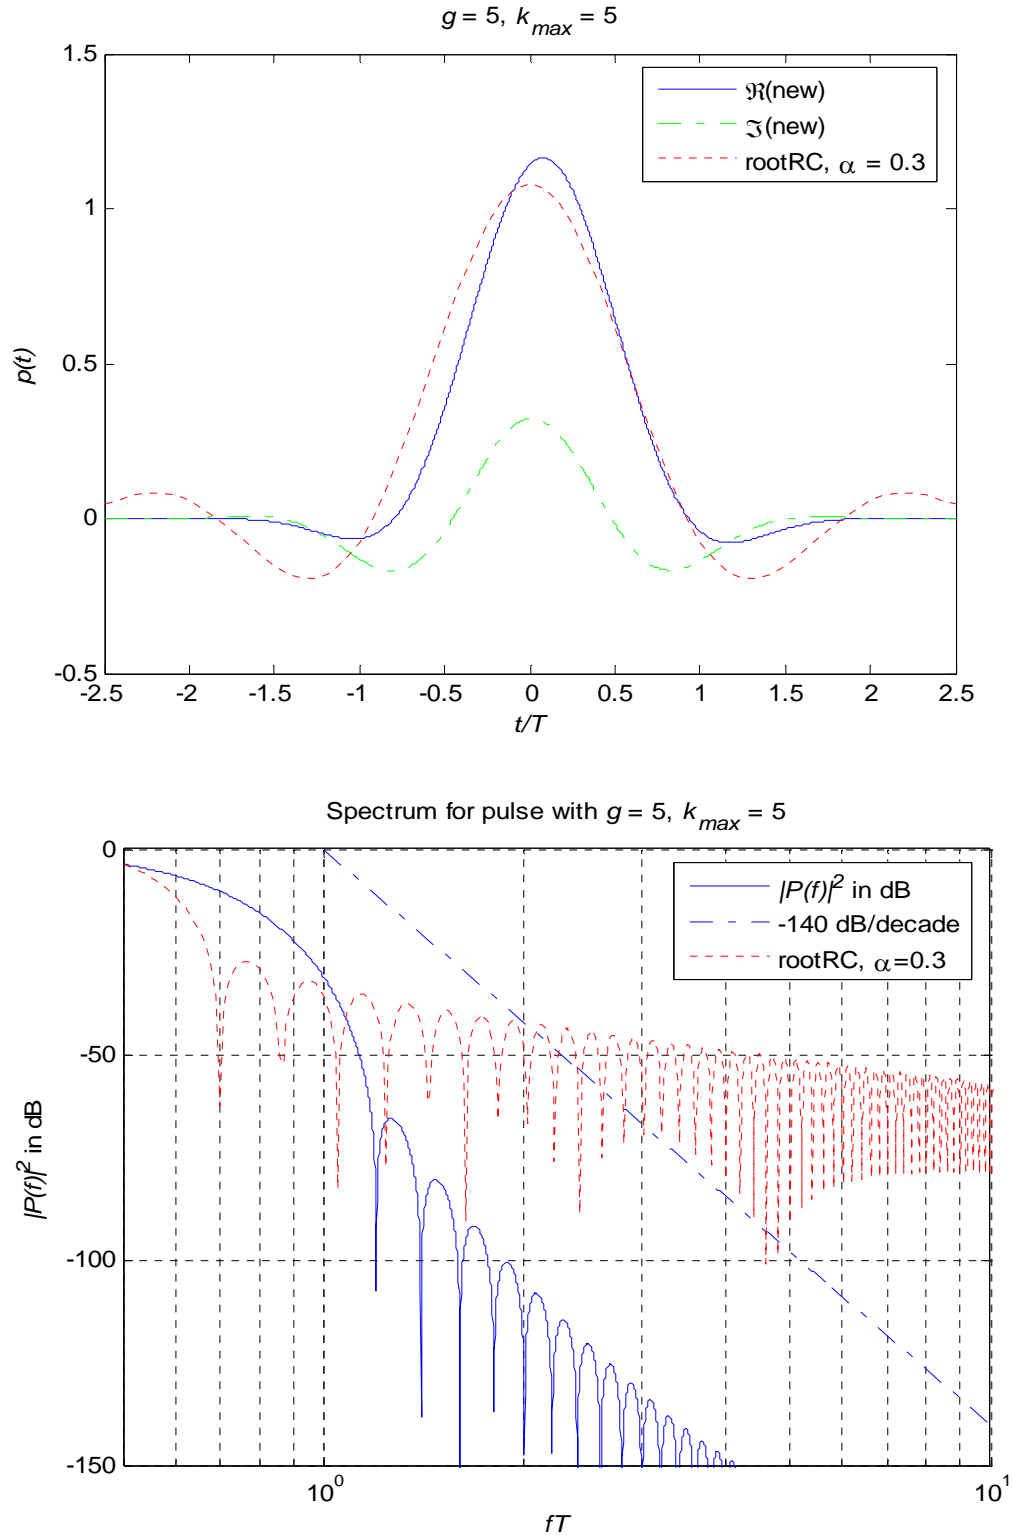 g = 5, k_max = 5
1.5
1
0.5
0
-0.5
p(t)
ℜ(new)
ℑ(new)
rootRC, α = 0.3
-2.5 -2 -1.5 -1 -0.5 0 0.5 1 1.5 2 2.5
t/T
Spectrum for pulse with g = 5, k_max = 5
0
-50
-100
-150
|P(f)|² in dB
|P(f)|² in dB
-140 dB/decade
rootRC, α=0.3
10⁰ 10¹
fT